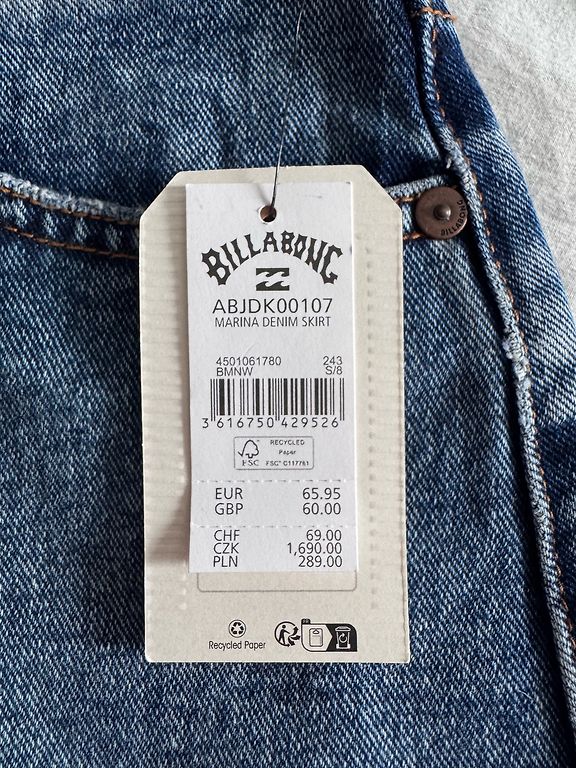 BILLABONG
ABJDK00107
MARINA DENIM SKIRT
4501061780 243
BMNW S/8
3 616750 429526
FSC
RECYCLED
Paper
FSC® C117761
EUR 65.95
GBP 60.00
CHF 69.00
CZK 1,690.00
PLN 289.00
Recycled Paper
FR
BILLABONG